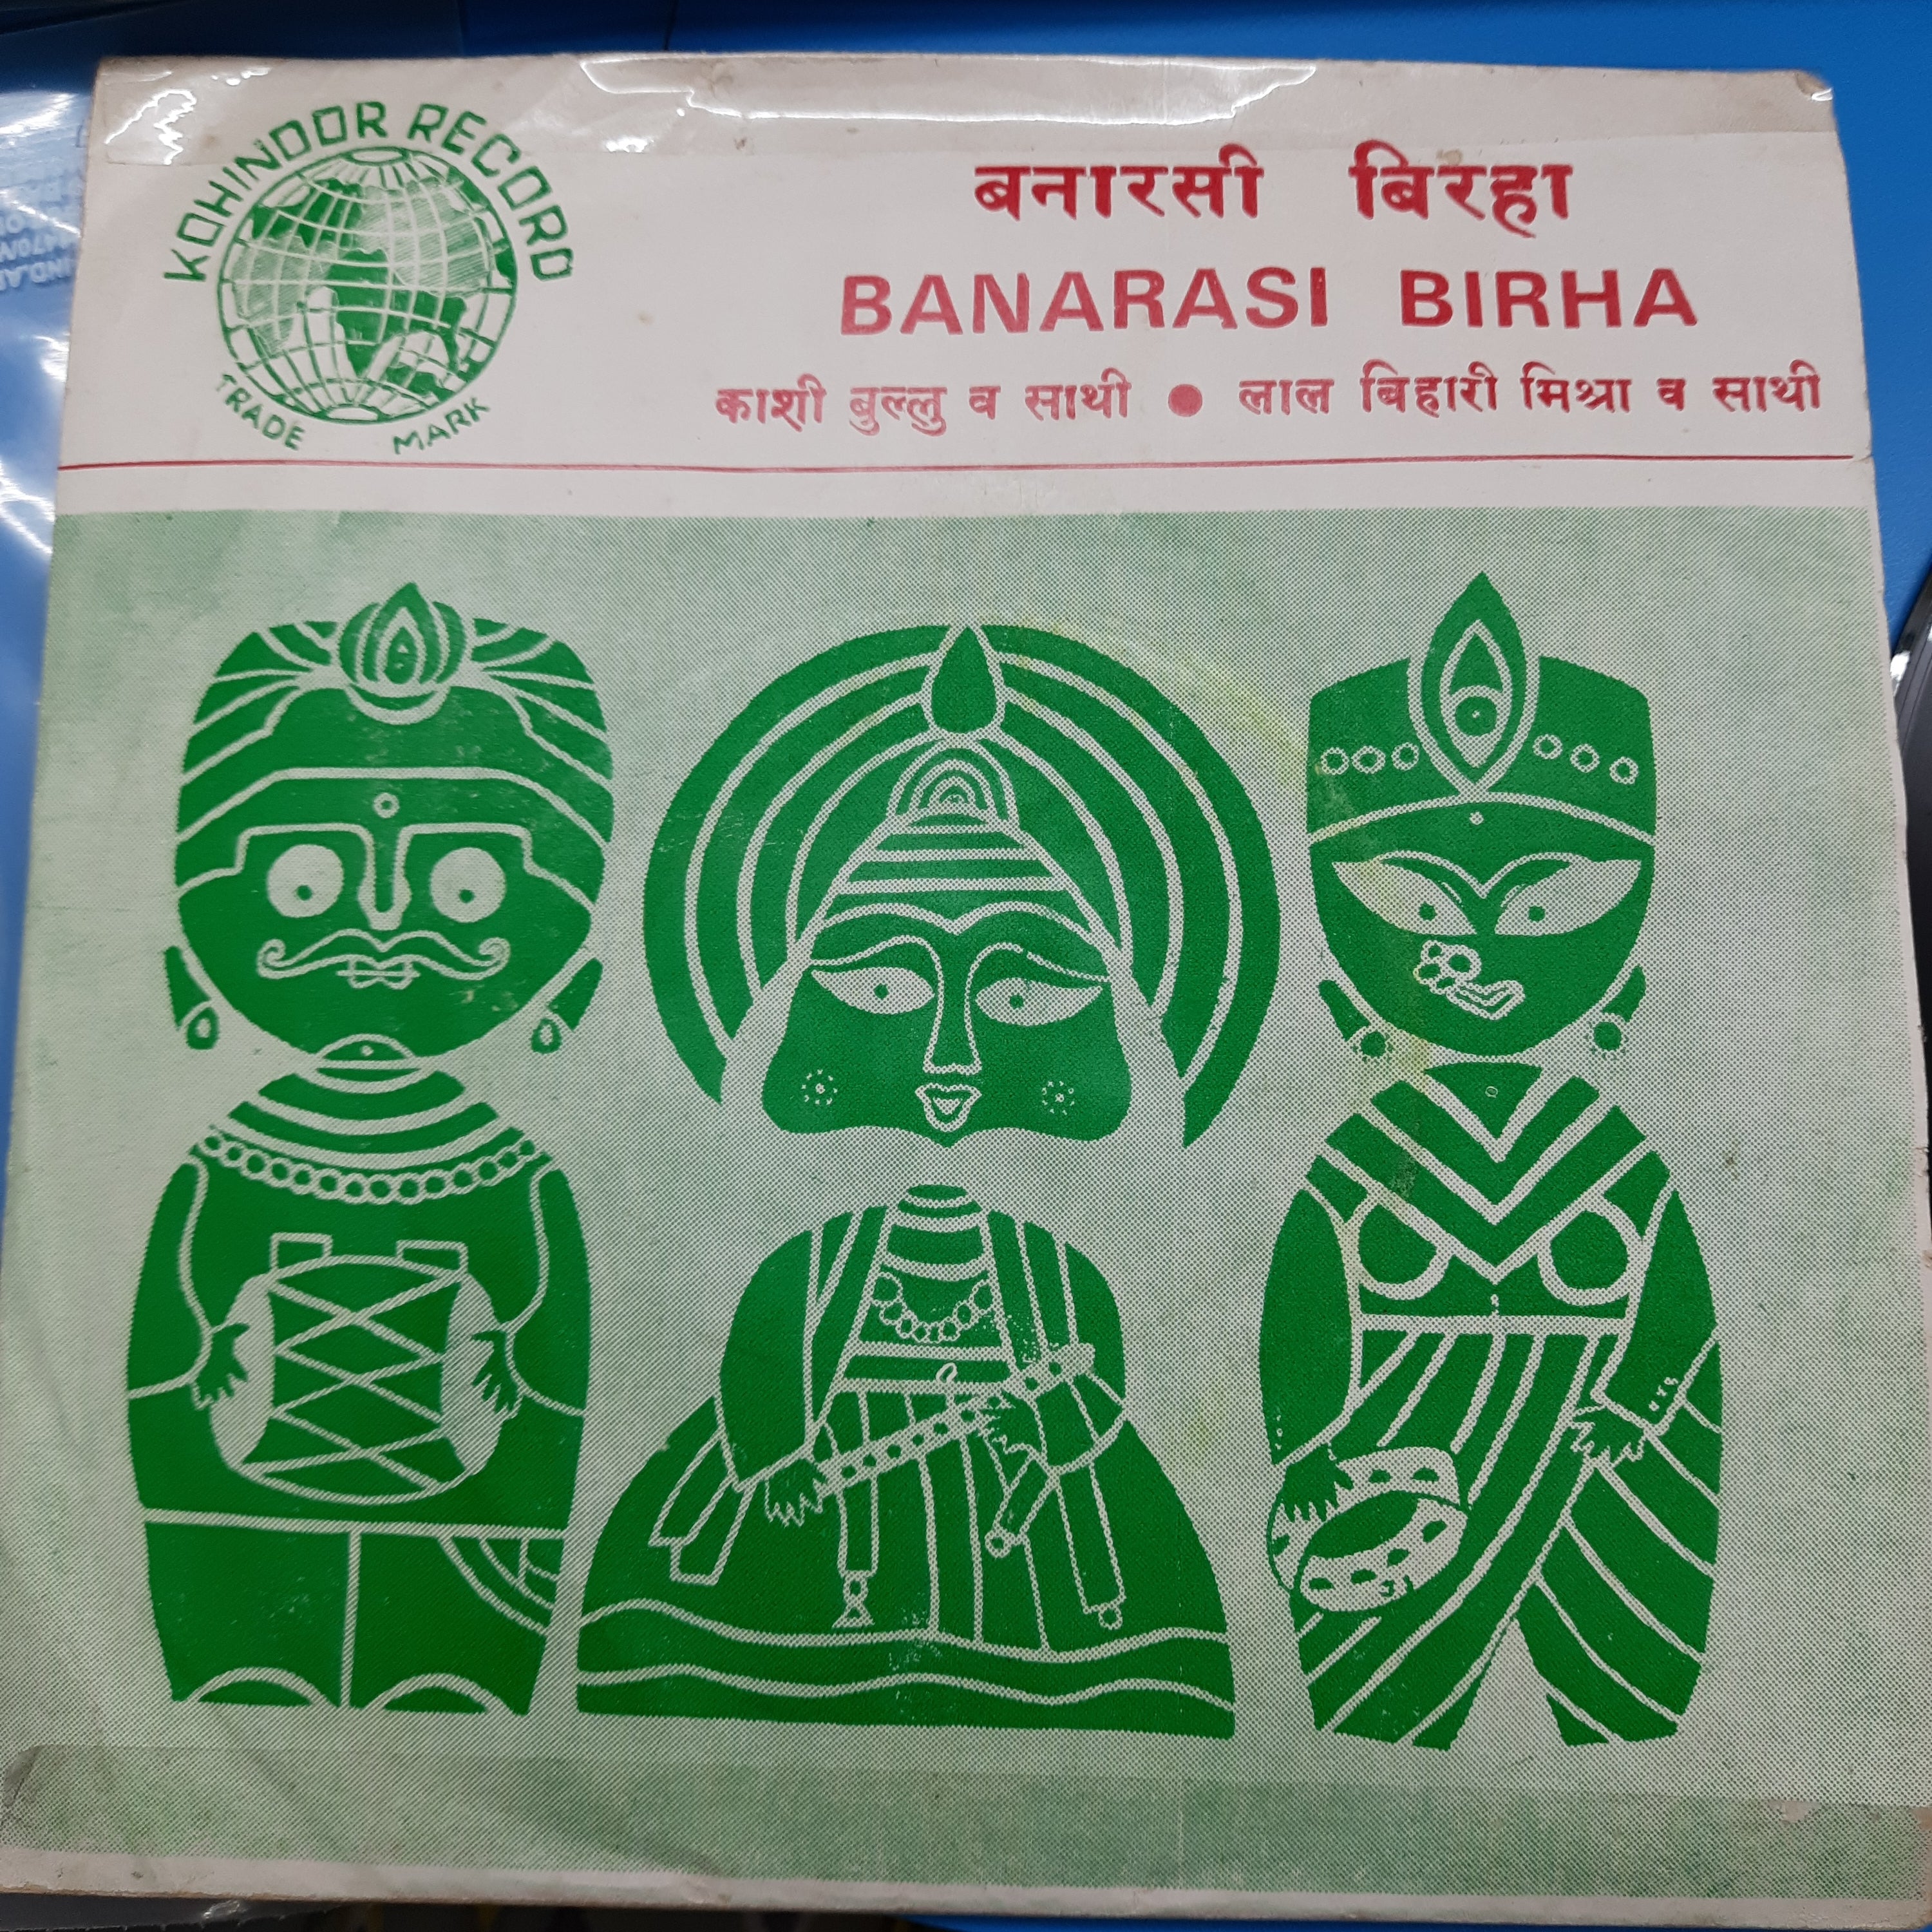 KOHINOOR RECORD
TRADE MARK
बनारसी बिरहा
BANARASI BIRHA
काशी बुल्लु व साथी ● लाल बिहारी मिश्रा व साथी